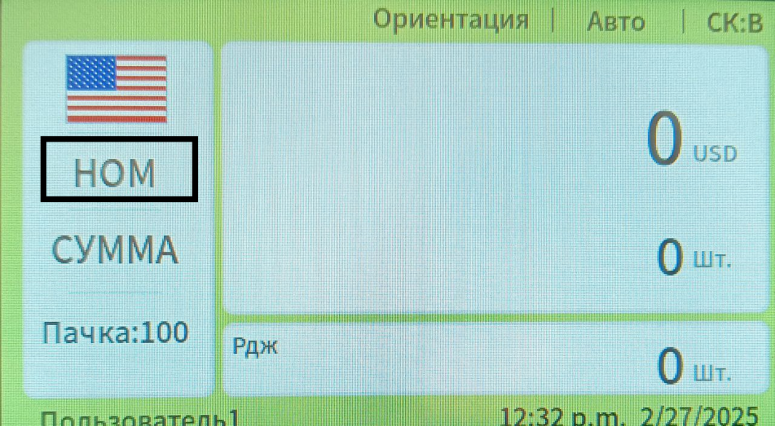 Ориентация | Авто | СК:В
НОМ
0 USD
СУММА
0 Шт.
Пачка:100
Рдж
0 Шт.
Пользователь1
12:32 p.m. 2/27/2025